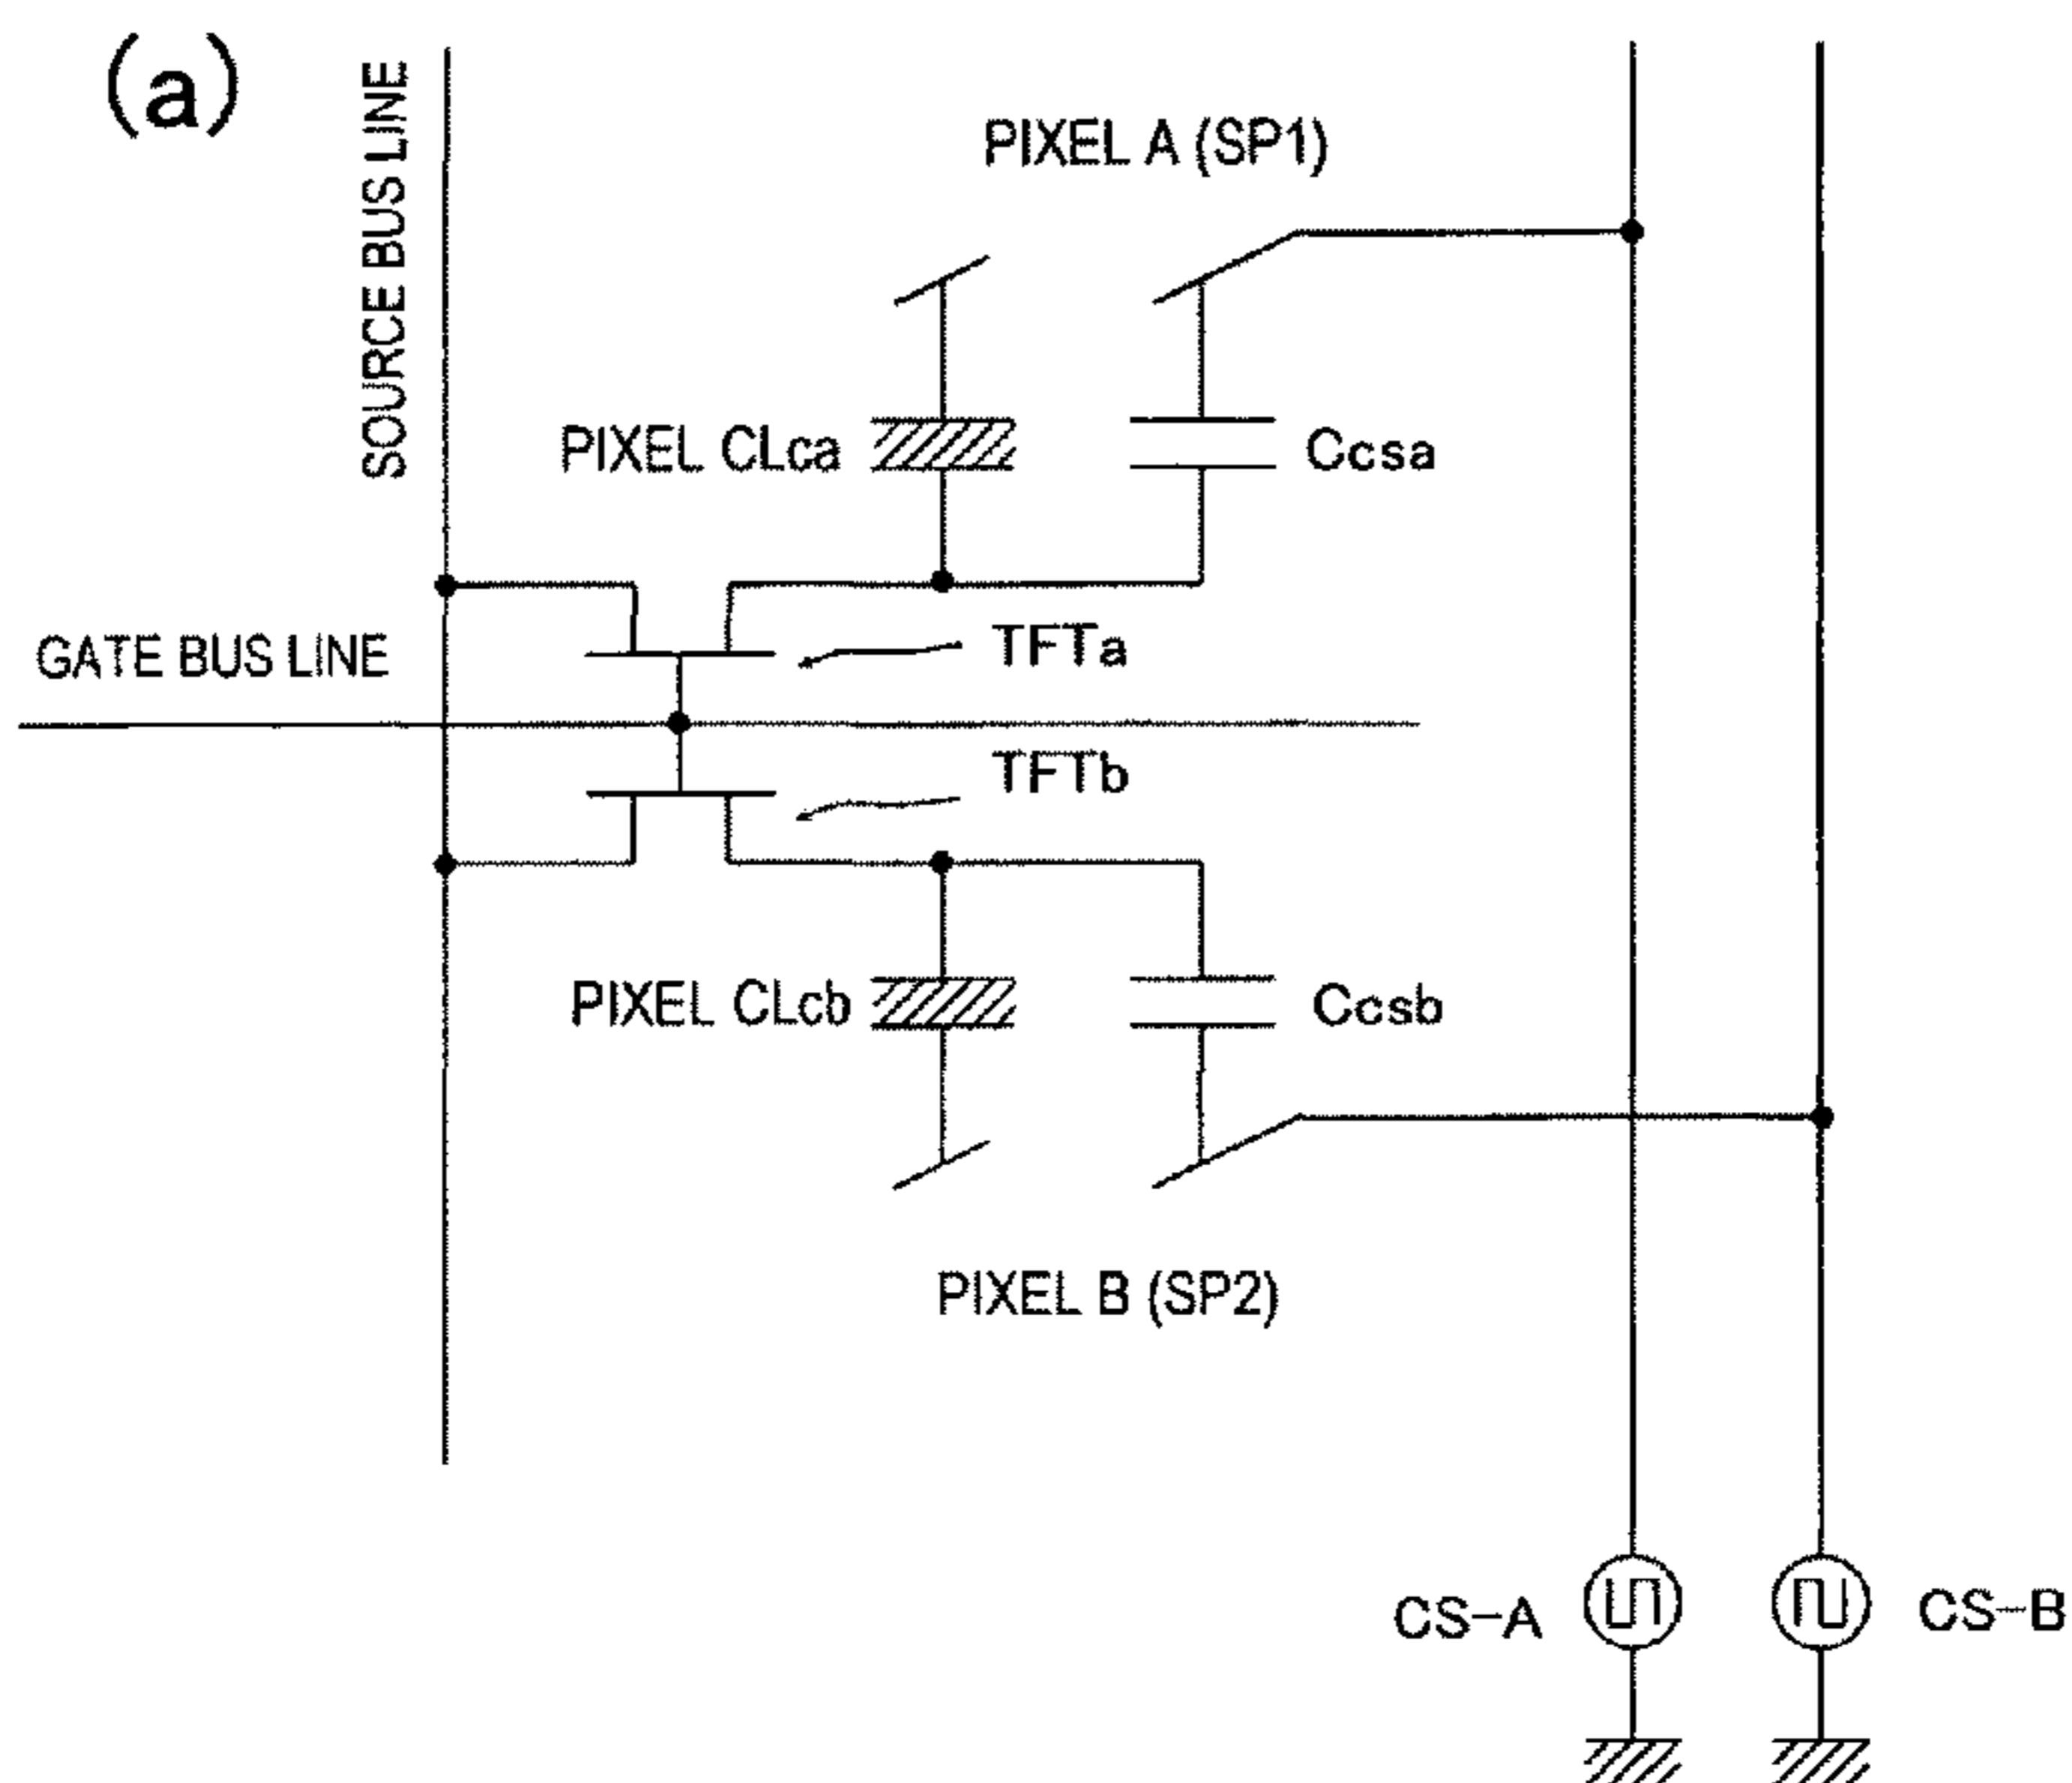 (a)
SOURCE BUS LINE
PIXEL A (SP1)
PIXEL CLca
Ccsa
GATE BUS LINE
TFTa
TFTb
PIXEL CLcb
Ccsb
PIXEL B (SP2)
CS-A
CS-B